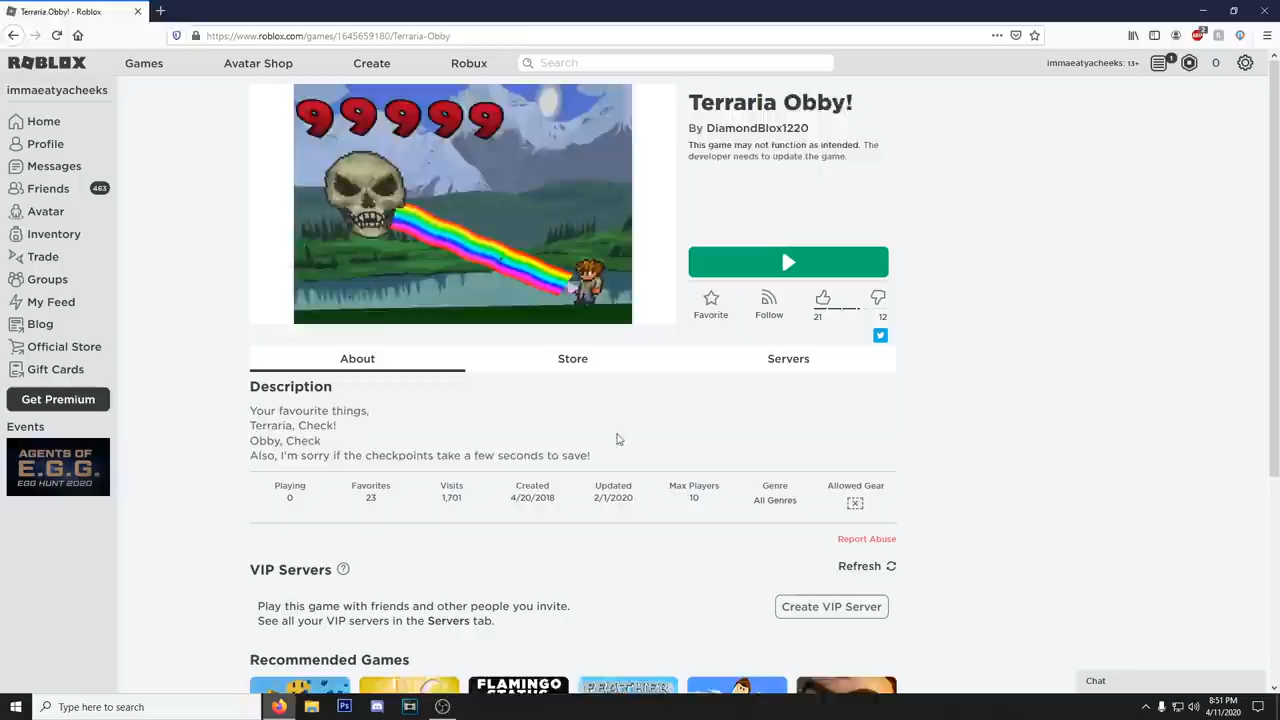 Terraria Obby! - Roblox
https://www.roblox.com/games/1645659180/Terraria-Obby
ROBLOX
Games
Avatar Shop
Create
Robux
Search
immaeatyacheeks: 13+
1
0
immaeatyacheeks
Home
Profile
Messages
Friends
463
Avatar
Inventory
Trade
Groups
My Feed
Blog
Official Store
Gift Cards
Get Premium
Events
AGENTS OF
E.G.G.
EGG HUNT 2020
99999
Terraria Obby!
By DiamondBlox1220
This game may not function as intended. The
developer needs to update the game.
Favorite
Follow
21
12
About
Store
Servers
Description
Your favourite things,
Terraria, Check!
Obby, Check
Also, I'm sorry if the checkpoints take a few seconds to save!
Playing
0
Favorites
23
Visits
1,701
Created
4/20/2018
Updated
2/1/2020
Max Players
10
Genre
All Genres
Allowed Gear
Report Abuse
VIP Servers
Refresh
Play this game with friends and other people you invite.
See all your VIP servers in the Servers tab.
Create VIP Server
Recommended Games
FLAMINGO
Chat
Type here to search
8:51 PM
4/11/2020